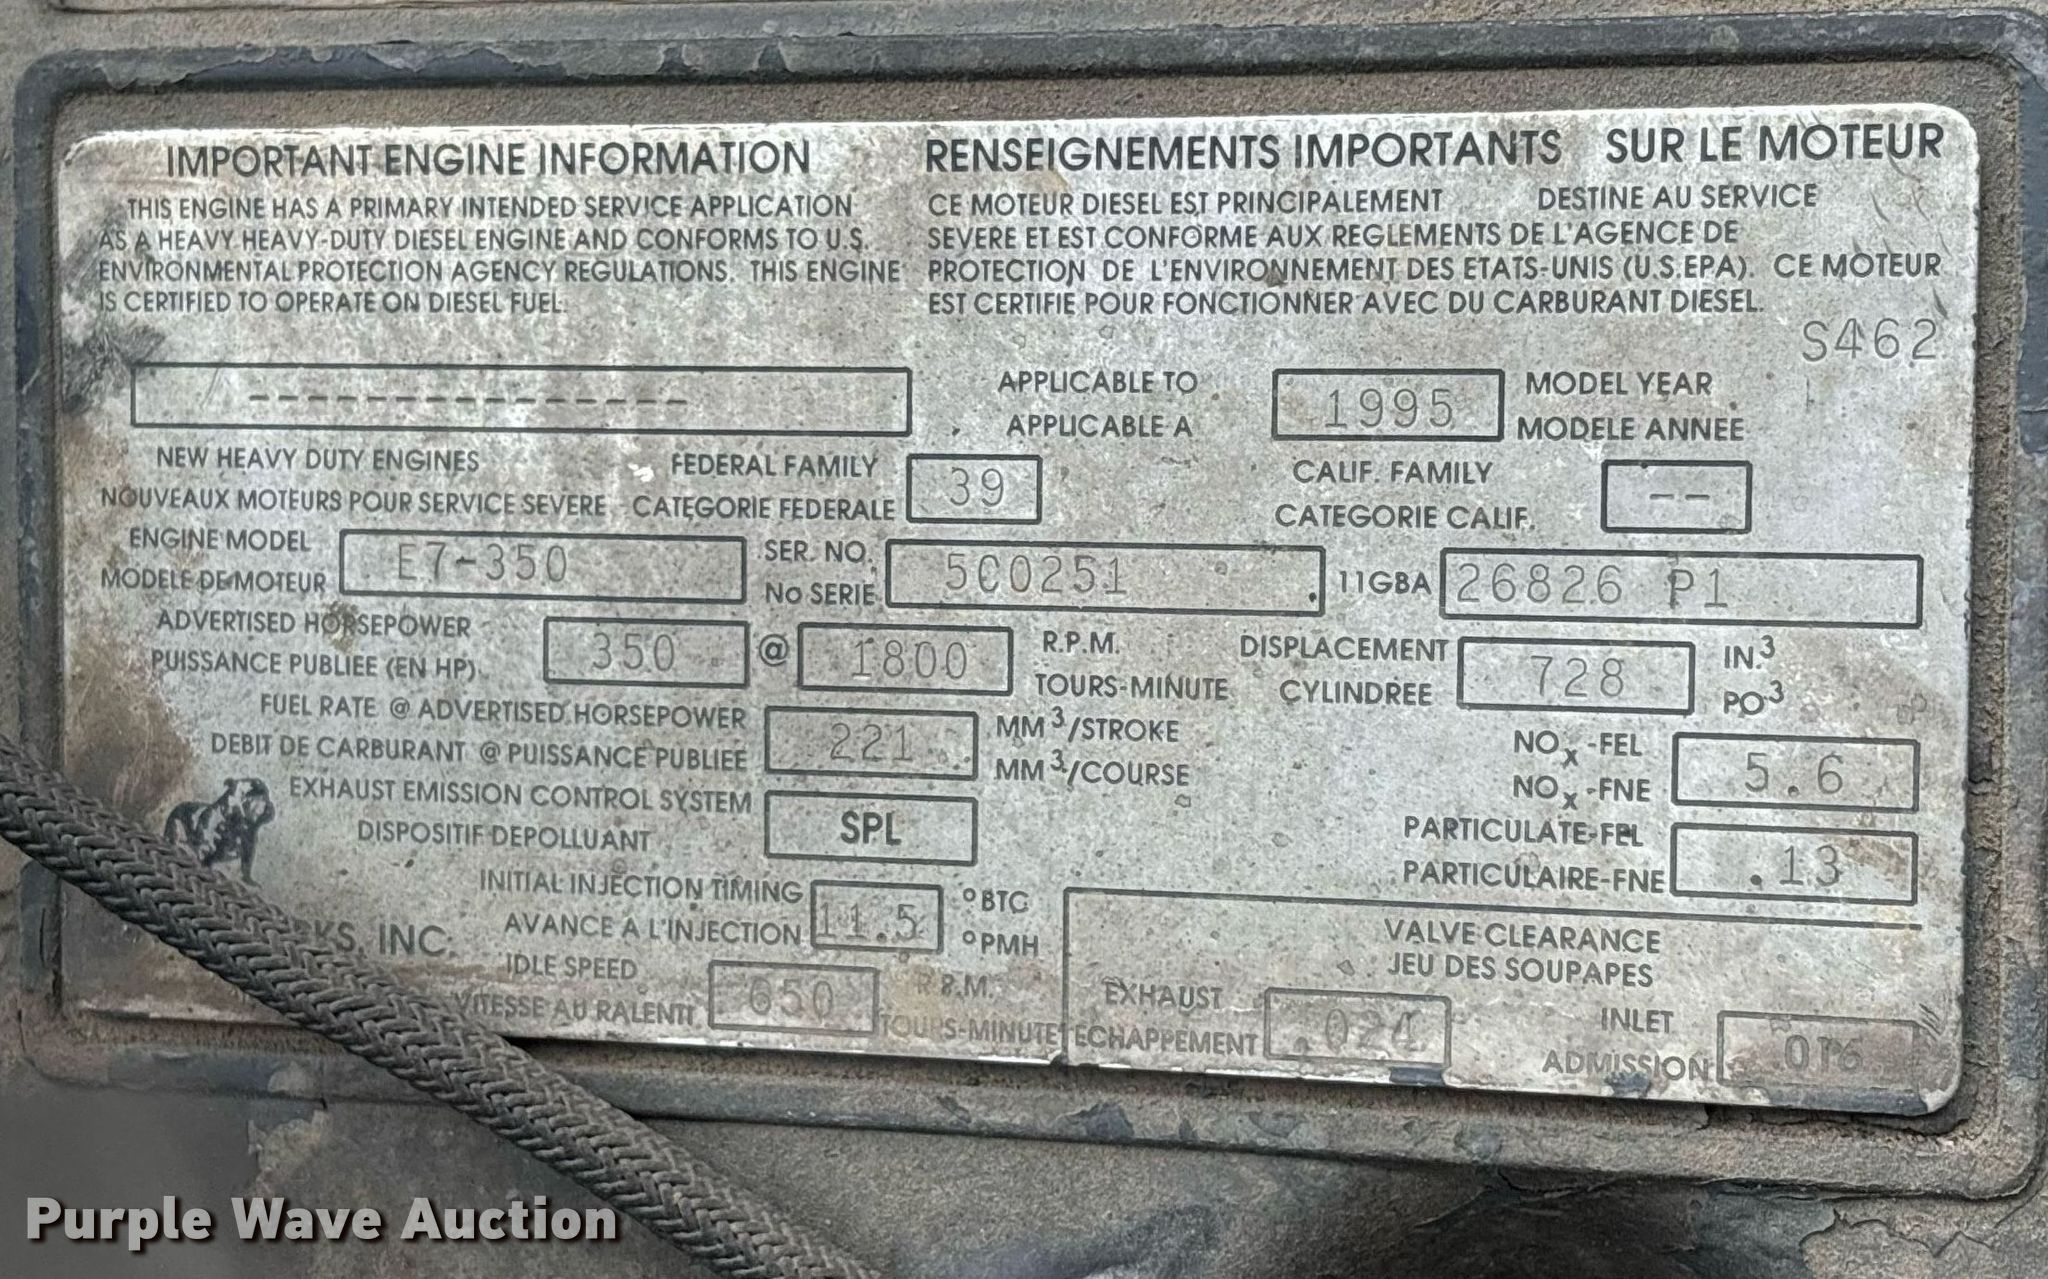 IMPORTANT ENGINE INFORMATION
THIS ENGINE HAS A PRIMARY INTENDED SERVICE APPLICATION
AS A HEAVY HEAVY-DUTY DIESEL ENGINE AND CONFORMS TO U.S.
ENVIRONMENTAL PROTECTION AGENCY REGULATIONS. THIS ENGINE
IS CERTIFIED TO OPERATE ON DIESEL FUEL.
RENSEIGNEMENTS IMPORTANTS SUR LE MOTEUR
CE MOTEUR DIESEL EST PRINCIPALEMENT DESTINE AU SERVICE
SEVERE ET EST CONFORME AUX REGLEMENTS DE L'AGENCE DE
PROTECTION DE L'ENVIRONNEMENT DES ETATS-UNIS (U.S.EPA). CE MOTEUR
EST CERTIFIE POUR FONCTIONNER AVEC DU CARBURANT DIESEL.
S462
--------------- APPLICABLE TO 1995 MODEL YEAR
APPLICABLE A MODELE ANNEE
NEW HEAVY DUTY ENGINES FEDERAL FAMILY 39 CALIF. FAMILY --
NOUVEAUX MOTEURS POUR SERVICE SEVERE CATEGORIE FEDERALE CATEGORIE CALIF.
ENGINE MODEL E7-350 SER. NO. 5C0251 11GBA 26826 P1
MODELE DE MOTEUR No SERIE
ADVERTISED HORSEPOWER 350 @ 1800 R.P.M. DISPLACEMENT 728 IN.3
PUISSANCE PUBLIEE (EN HP) TOURS-MINUTE CYLINDREE PO3
FUEL RATE @ ADVERTISED HORSEPOWER 221 MM3/STROKE NOx-FEL 5.6
DEBIT DE CARBURANT @ PUISSANCE PUBLIEE MM3/COURSE NOx-FNE
EXHAUST EMISSION CONTROL SYSTEM SPL PARTICULATE-FEL .13
DISPOSITIF DEPOLLUANT PARTICULAIRE-FNE
INITIAL INJECTION TIMING 11.5 °BTC
AVANCE A L'INJECTION °PMH
VALVE CLEARANCE
JEU DES SOUPAPES
INC.
IDLE SPEED 650 R.P.M. EXHAUST .024 INLET .016
VITESSE AU RALENTI TOURS-MINUTE ECHAPPEMENT ADMISSION
Purple Wave Auction